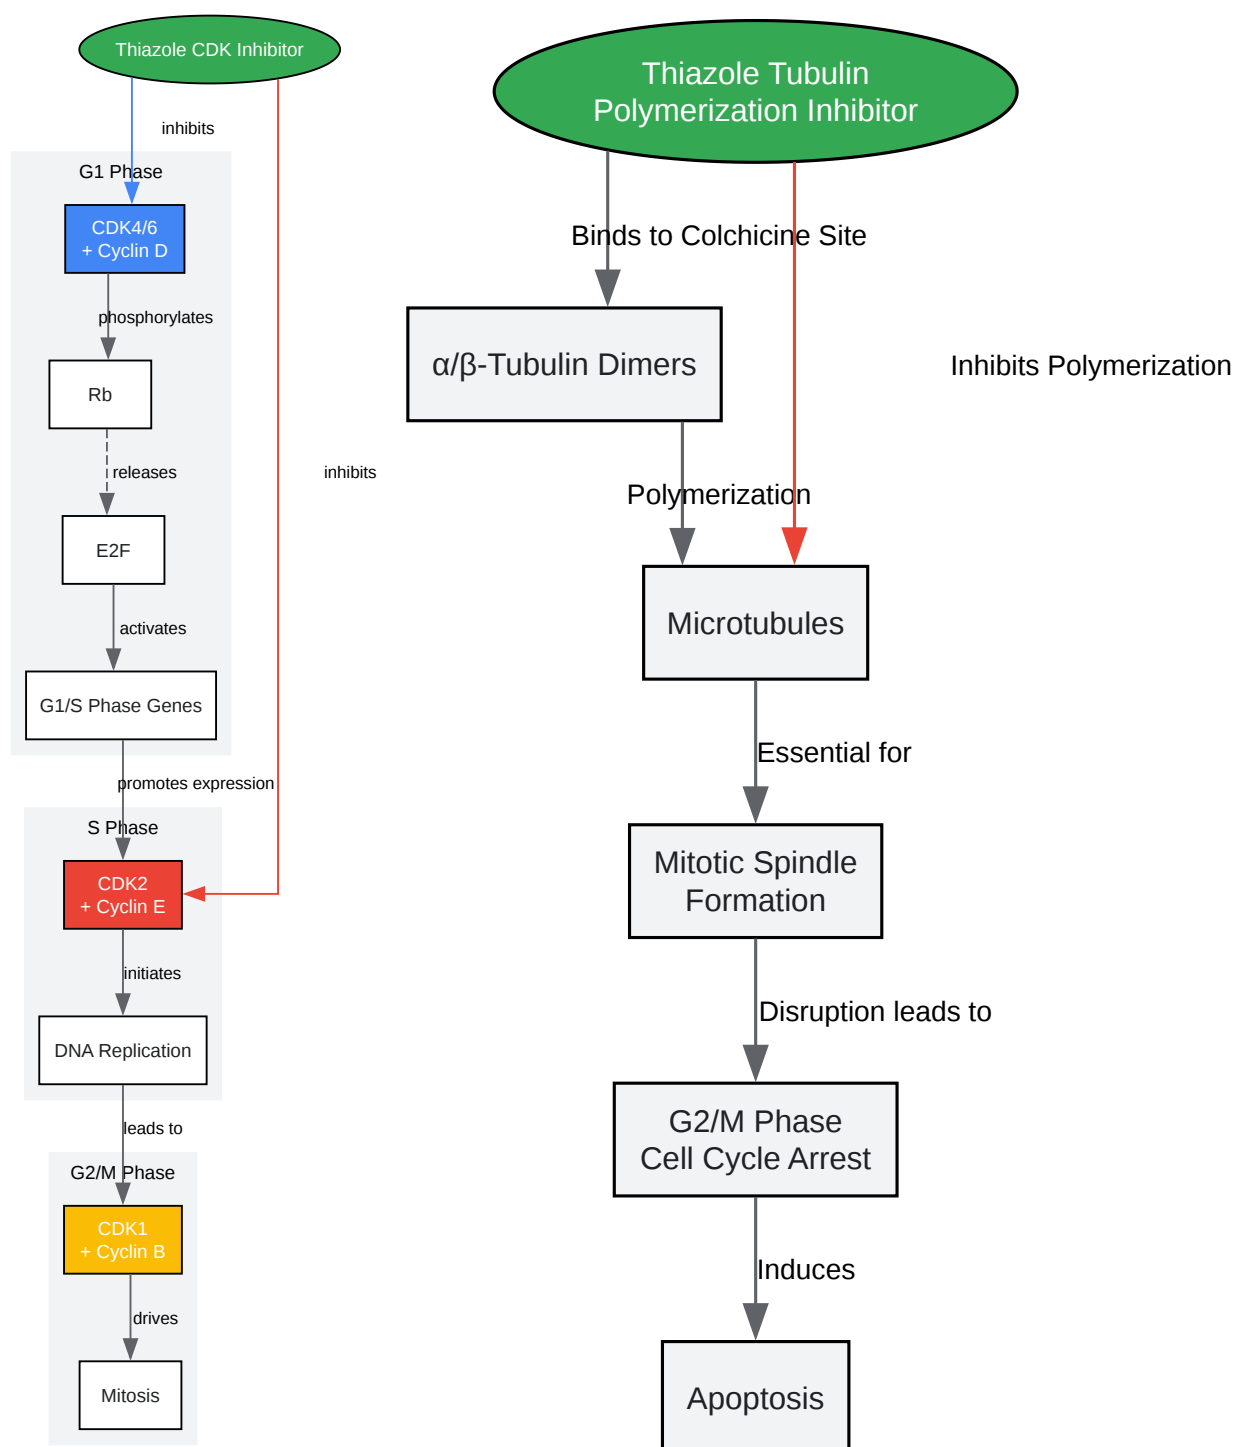 Thiazole CDK Inhibitor
inhibits
G1 Phase
CDK4/6
+ Cyclin D
phosphorylates
Rb
releases
inhibits
E2F
activates
G1/S Phase Genes
promotes expression
S Phase
CDK2
+ Cyclin E
initiates
DNA Replication
leads to
G2/M Phase
CDK1
+ Cyclin B
drives
Mitosis
Thiazole Tubulin
Polymerization Inhibitor
Binds to Colchicine Site
α/β-Tubulin Dimers
Inhibits Polymerization
Polymerization
Microtubules
Essential for
Mitotic Spindle
Formation
Disruption leads to
G2/M Phase
Cell Cycle Arrest
Induces
Apoptosis